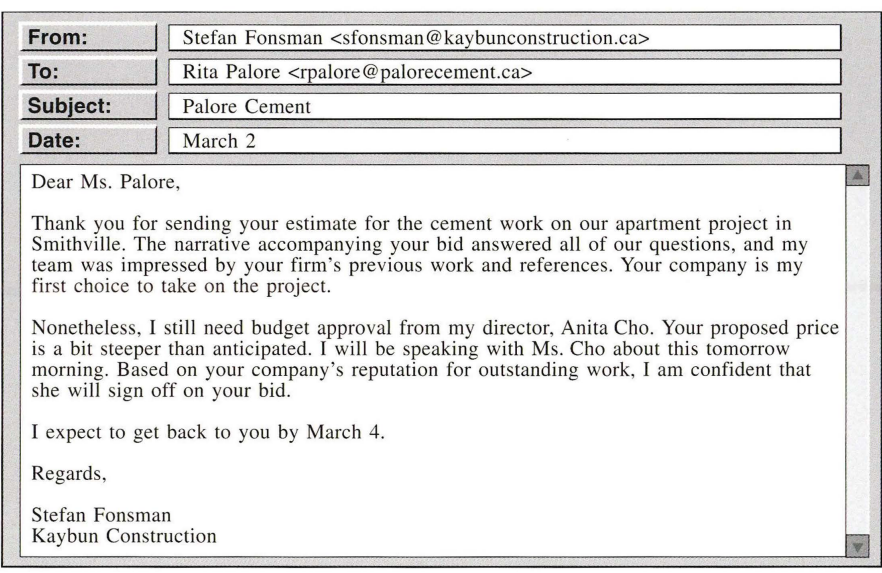 From: Stefan Fonsman <sfonsman@kaybunconstruction.ca>
To: Rita Palore <rpalore@palorecement.ca>
Subject: Palore Cement
Date: March 2
Dear Ms. Palore,
Thank you for sending your estimate for the cement work on our apartment project in
Smithville. The narrative accompanying your bid answered all of our questions, and my
team was impressed by your firm's previous work and references. Your company is my
first choice to take on the project.
Nonetheless, I still need budget approval from my director, Anita Cho. Your proposed price
is a bit steeper than anticipated. I will be speaking with Ms. Cho about this tomorrow
morning. Based on your company's reputation for outstanding work, I am confident that
she will sign off on your bid.
I expect to get back to you by March 4.
Regards,
Stefan Fonsman
Kaybun Construction